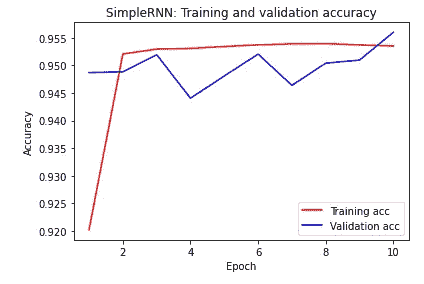 SimpleRNN: Training and validation accuracy
0.955
0.950
0.945
0.940
0.935
0.930
0.925
0.920
Accuracy
2 4 6 8 10
Epoch
Training acc
Validation acc